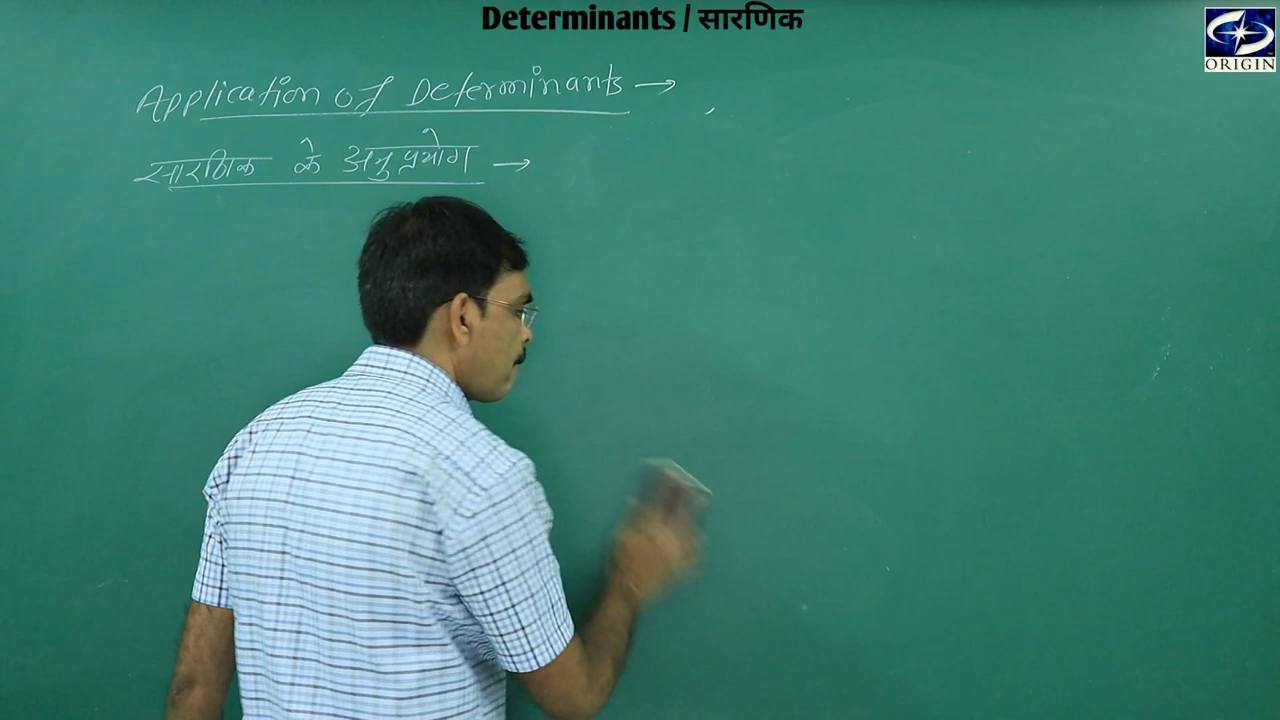 Determinants / सारणिक
ORIGIN
Application of Determinants →
सारणिक के अनुप्रयोग →